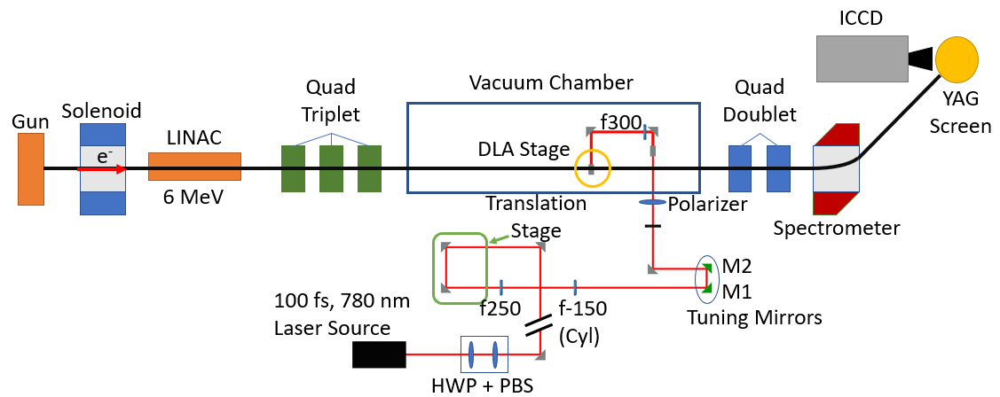 ICCD
Quad
Triplet
Vacuum Chamber
Quad
Doublet
YAG
Screen
Gun
Solenoid
LINAC
e-
6 MeV
f300
DLA Stage
Translation
Stage
Polarizer
Spectrometer
M2
M1
Tuning Mirrors
100 fs, 780 nm
Laser Source
f250
f-150
(Cyl)
HWP + PBS